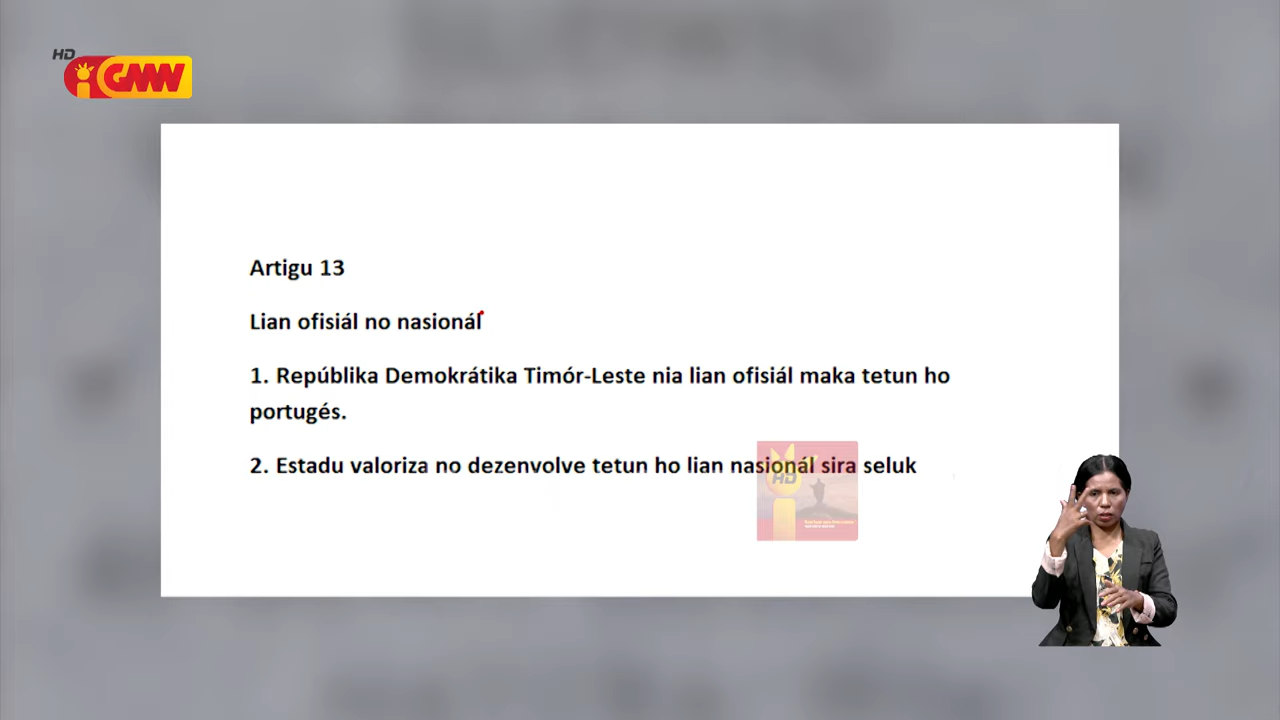 HD
GMN
Artigu 13
Lian ofisiál no nasionál
1. Repúblika Demokrátika Timór-Leste nia lian ofisiál maka tetun ho
portugés.
2. Estadu valoriza no dezenvolve tetun ho lian nasionál sira seluk
HD